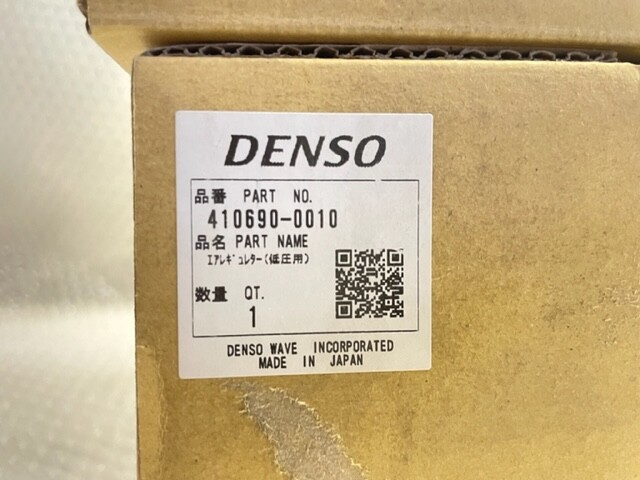 DENSO
品番 PART NO.
410690-0010
品名 PART NAME
エアレギュレター(低圧用)
数量 QT.
1
DENSO WAVE INCORPORATED
MADE IN JAPAN